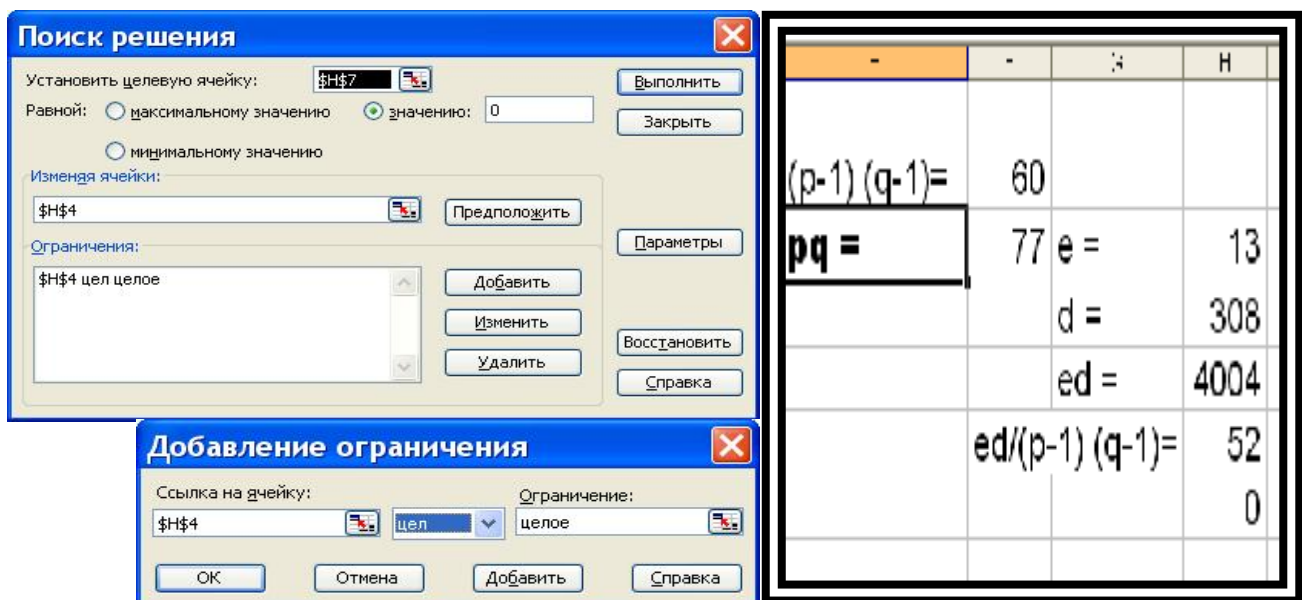 Поиск решения
Установить целевую ячейку: $H$7
Равной: максимальному значению значению: 0
минимальному значению
Изменяя ячейки:
$H$4
Предположить
Ограничения:
$H$4 цел целое
Добавить
Изменить
Удалить
Выполнить
Закрыть
Параметры
Восстановить
Справка
Добавление ограничения
Ссылка на ячейку: Ограничение:
$H$4 цел целое
ОК Отмена Добавить Справка
H
(p-1) (q-1)= 60
pq = 77 e = 13
d = 308
ed = 4004
ed/(p-1) (q-1)= 52
0